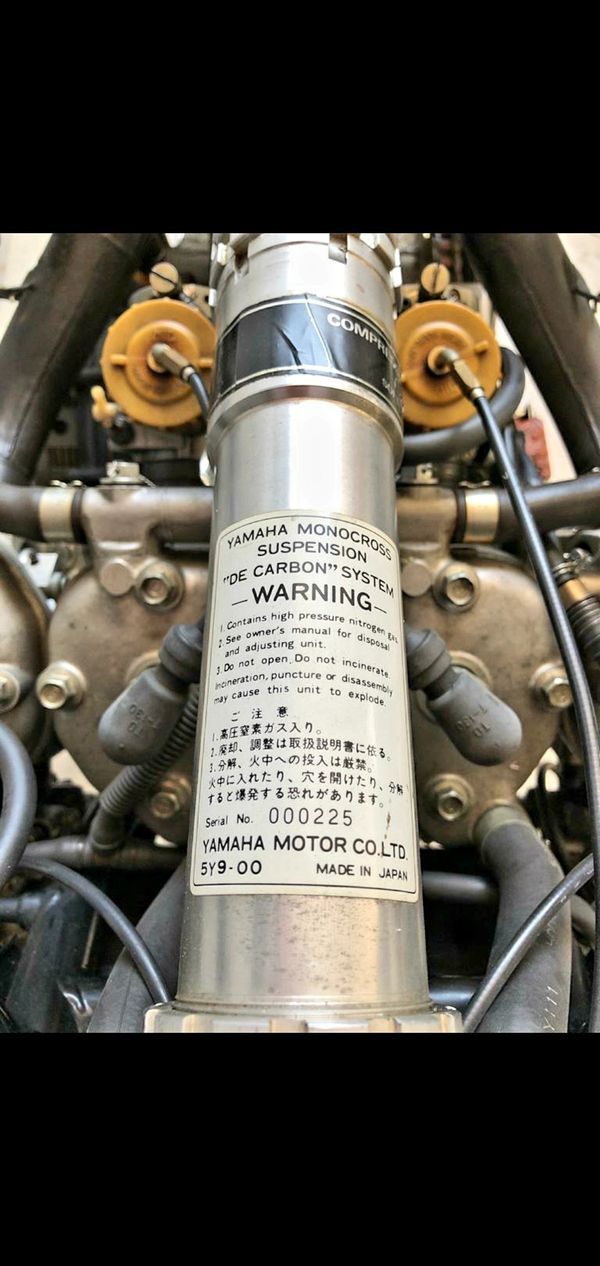 COMPR
YAMAHA MONOCROSS
SUSPENSION
"DE CARBON" SYSTEM
—WARNING—
1. Contains high pressure nitrogen gas.
2. See owner's manual for disposal
and adjusting unit.
3. Do not open. Do not incinerate.
Incineration, puncture or disassembly
may cause this unit to explode.
ご注意
1. 高圧窒素ガス入り。
2. 廃却、調整は取扱説明書に依る。
3. 分解、火中への投入は厳禁。
火中に入れたり、穴を開けたり、分解
すると爆発する恐れがあります。
Serial No. 000225
YAMAHA MOTOR CO.LTD.
5Y9-00 MADE IN JAPAN
T-130
10
T-130
10